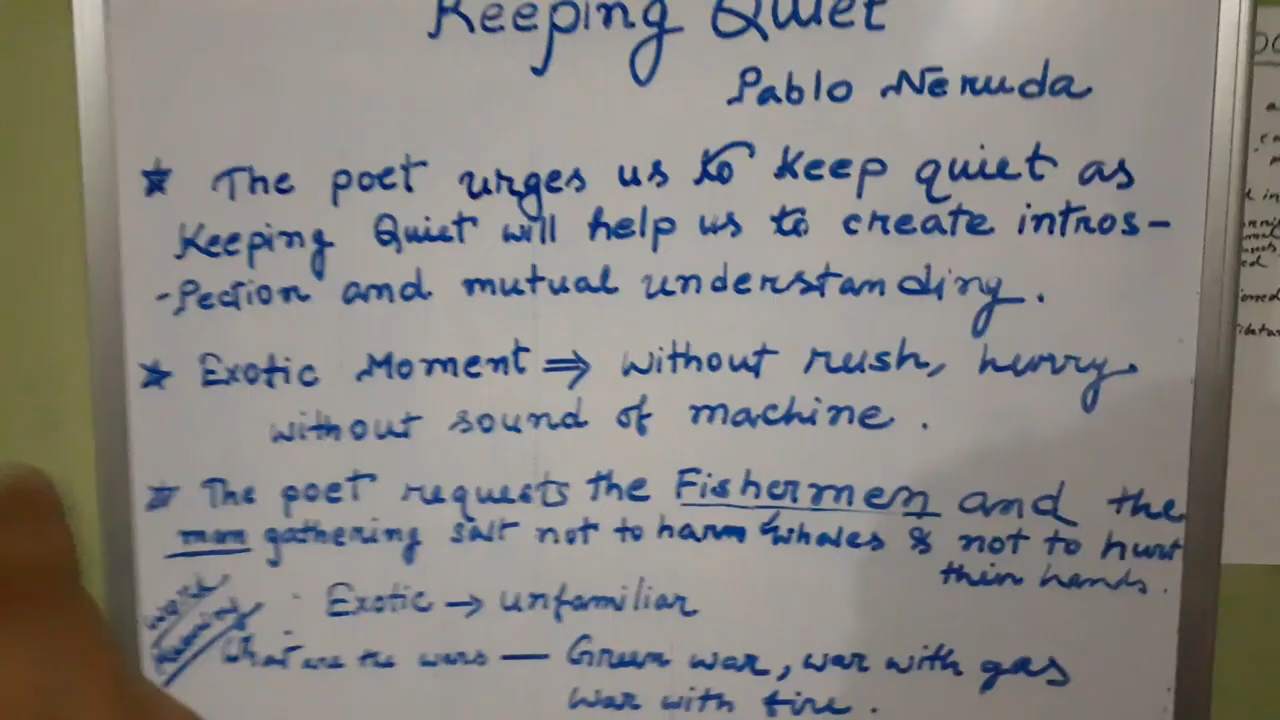 Keeping Quiet
Pablo Neruda
★ The poet urges us to keep quiet as
Keeping Quiet will help us to create intros-
-pection and mutual understanding.
★ Exotic Moment ⇒ without rush, hurry
without sound of machine.
★ The poet requests the Fishermen and the
man gathering salt not to harm whales & not to hurt
their hands.
Word
Meaning
Exotic → unfamiliar
What are the wars — Green war, war with gas
War with fire.